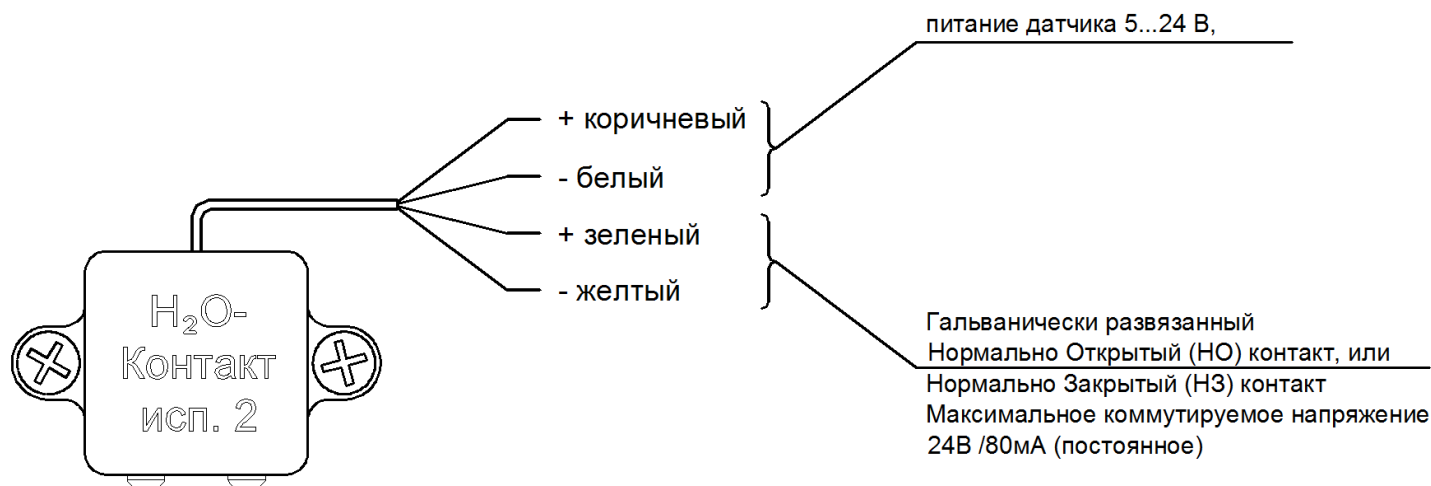 питание датчика 5...24 В,
+ коричневый
- белый
+ зеленый
- желтый
H₂O-
Контакт
исп. 2
Гальванически развязанный
Нормально Открытый (НО) контакт, или
Нормально Закрытый (НЗ) контакт
Максимальное коммутируемое напряжение
24В /80мА (постоянное)